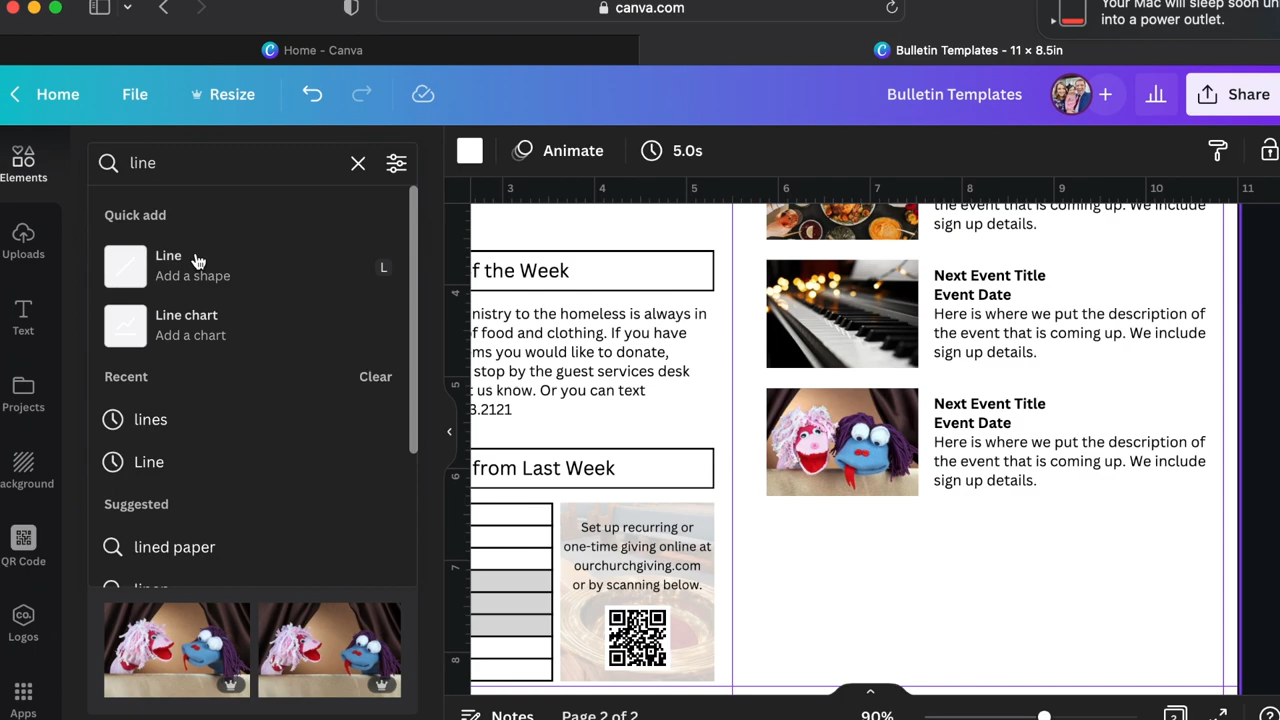 Your Mac will sleep soon un
into a power outlet.
canva.com
Home - Canva
Bulletin Templates - 11 × 8.5in
Home
File
Resize
Bulletin Templates
Share
Elements
line
Animate
5.0s
3 4 5 6 7 8 9 10 11
Quick add
Line
Add a shape
L
Line chart
Add a chart
Recent
Clear
lines
Line
Suggested
lined paper
Uploads
Text
Projects
ackground
QR Code
CO.
Logos
Apps
4
5
6
7
8
f the Week
nistry to the homeless is always in
f food and clothing. If you have
ms you would like to donate,
stop by the guest services desk
t us know. Or you can text
3.2121
from Last Week
Set up recurring or
one-time giving online at
ourchurchgiving.com
or by scanning below.
the event that is coming up. We include
sign up details.
Next Event Title
Event Date
Here is where we put the description of
the event that is coming up. We include
sign up details.
Next Event Title
Event Date
Here is where we put the description of
the event that is coming up. We include
sign up details.
Notes
Page 2 of 2
90%
2